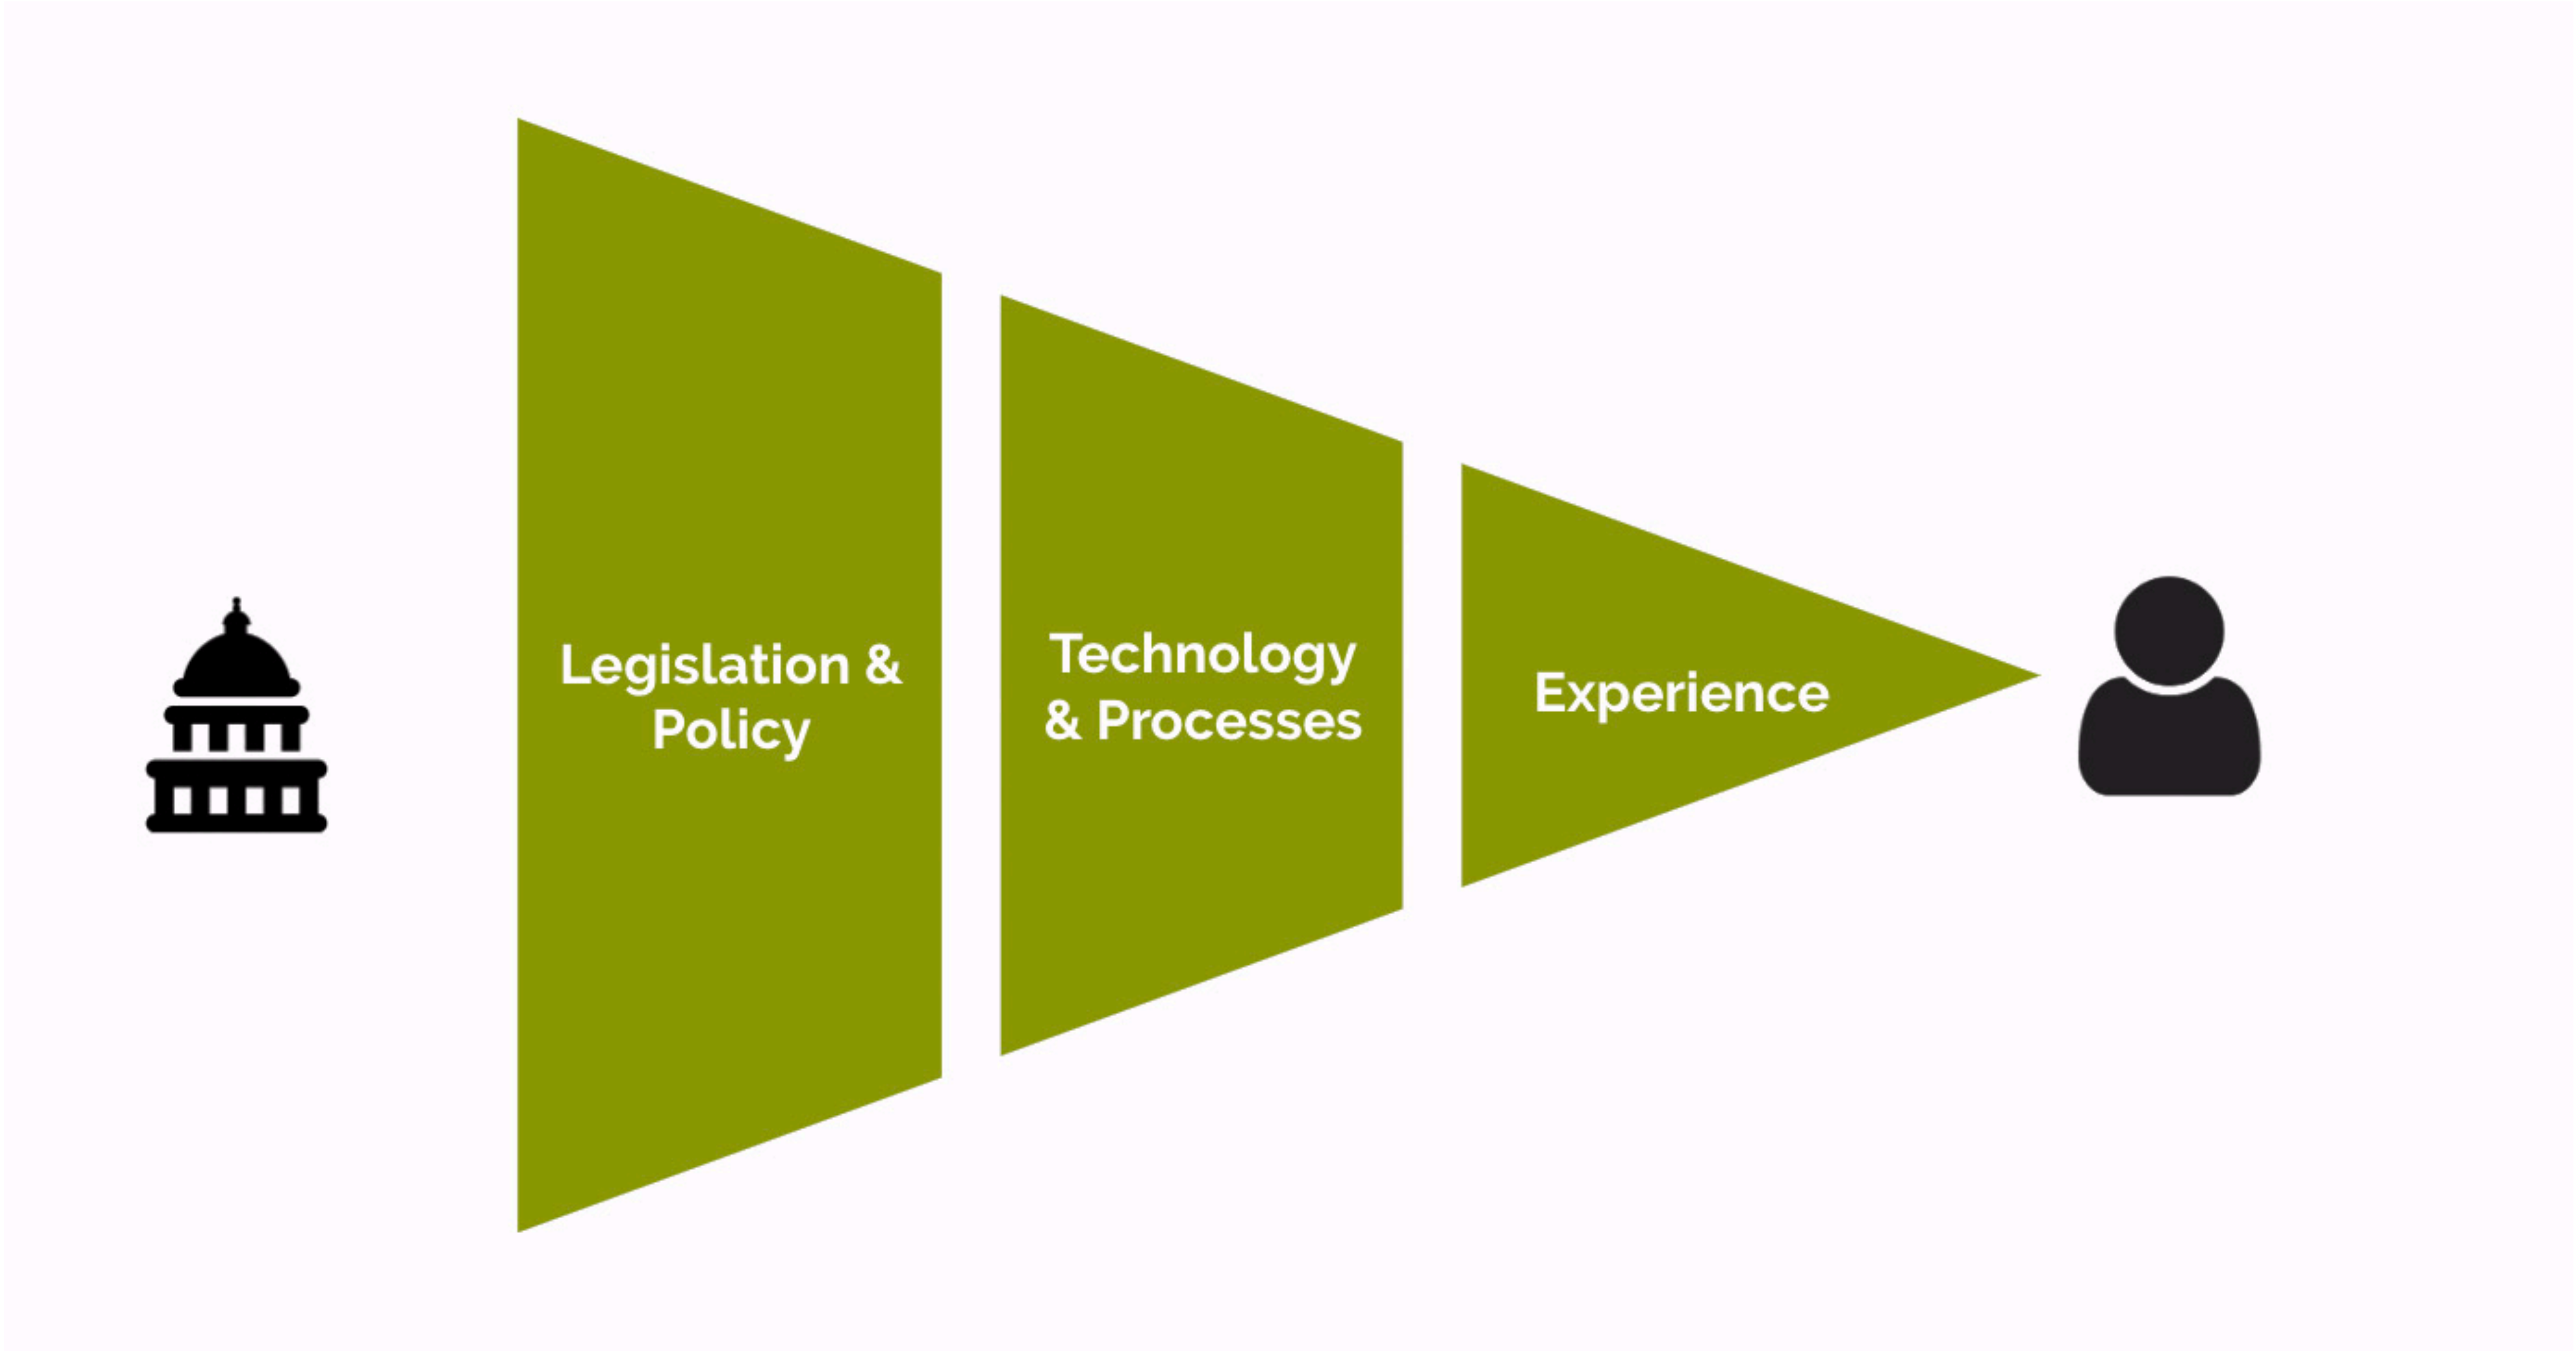 Legislation &
Policy
Technology
& Processes
Experience